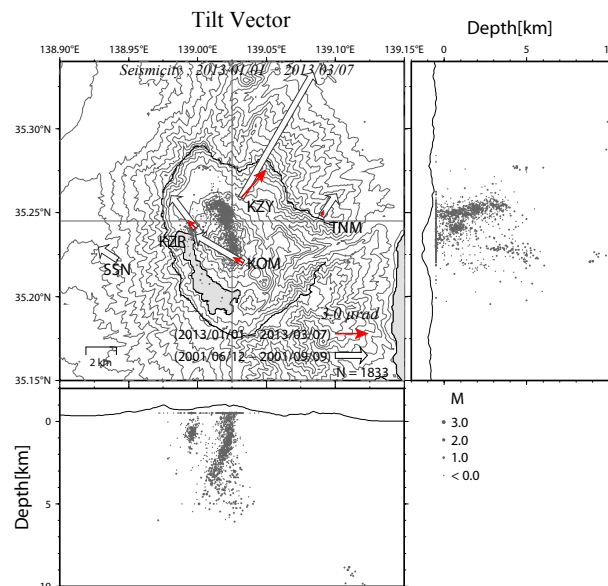 Tilt Vector
Depth[km]
138.90°E 138.95°E 139.00°E 139.05°E 139.10°E 139.15°E
0 5 10
Seismicity : 2013/01/01 - 2013/03/07
35.30°N
35.25°N
35.20°N
35.15°N
KZY
TNM
KZR
KOM
SSN
3.0 μrad
(2013/01/01 - 2013/03/07)
(2001/06/12 - 2001/09/09)
2 km
N = 1833
Depth[km]
0
5
10
M
3.0
2.0
1.0
< 0.0